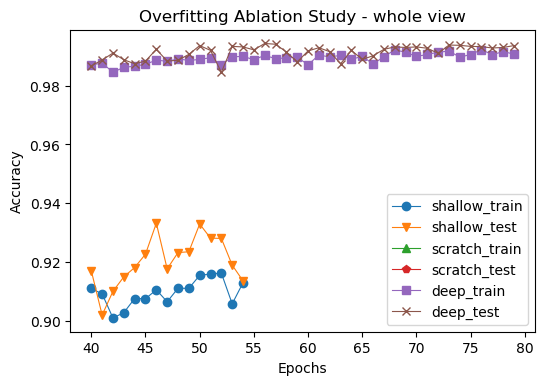 Overfitting Ablation Study - whole view
Accuracy
0.98
0.96
0.94
0.92
0.90
shallow_train
shallow_test
scratch_train
scratch_test
deep_train
deep_test
40 45 50 55 60 65 70 75 80
Epochs